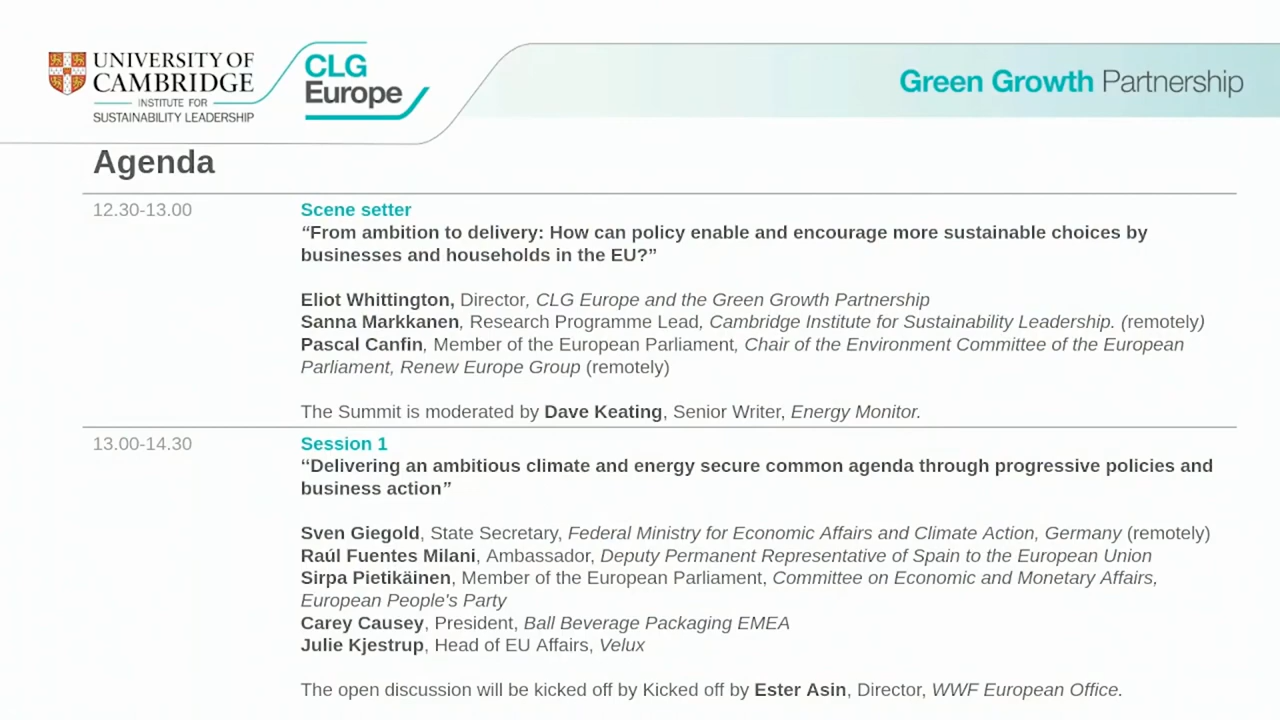 UNIVERSITY OF
CAMBRIDGE
INSTITUTE FOR
SUSTAINABILITY LEADERSHIP
CLG
Europe
Green Growth Partnership
Agenda
12.30-13.00
Scene setter
“From ambition to delivery: How can policy enable and encourage more sustainable choices by
businesses and households in the EU?”
Eliot Whittington, Director, CLG Europe and the Green Growth Partnership
Sanna Markkanen, Research Programme Lead, Cambridge Institute for Sustainability Leadership. (remotely)
Pascal Canfin, Member of the European Parliament, Chair of the Environment Committee of the European
Parliament, Renew Europe Group (remotely)
The Summit is moderated by Dave Keating, Senior Writer, Energy Monitor.
13.00-14.30
Session 1
“Delivering an ambitious climate and energy secure common agenda through progressive policies and
business action”
Sven Giegold, State Secretary, Federal Ministry for Economic Affairs and Climate Action, Germany (remotely)
Raúl Fuentes Milani, Ambassador, Deputy Permanent Representative of Spain to the European Union
Sirpa Pietikäinen, Member of the European Parliament, Committee on Economic and Monetary Affairs,
European People's Party
Carey Causey, President, Ball Beverage Packaging EMEA
Julie Kjestrup, Head of EU Affairs, Velux
The open discussion will be kicked off by Kicked off by Ester Asin, Director, WWF European Office.